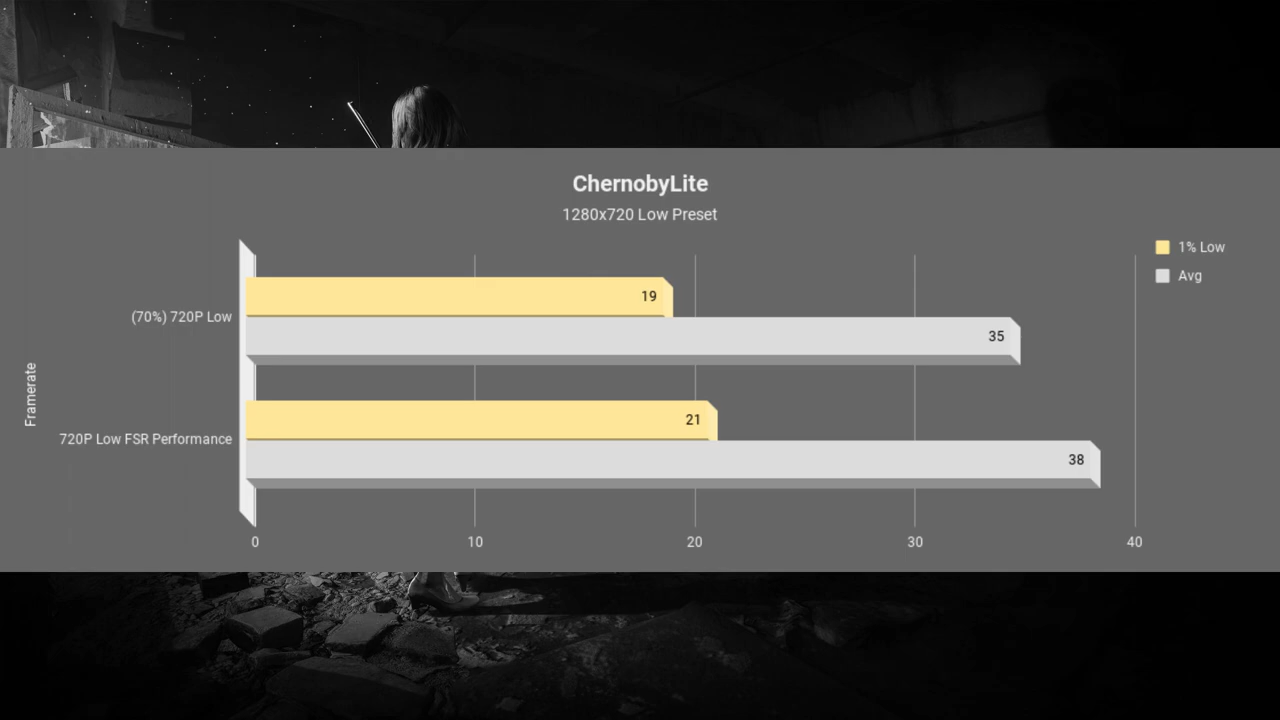 ChernobyLite
1280x720 Low Preset
1% Low
Avg
(70%) 720P Low
19
35
Framerate
720P Low FSR Performance
21
38
0 10 20 30 40